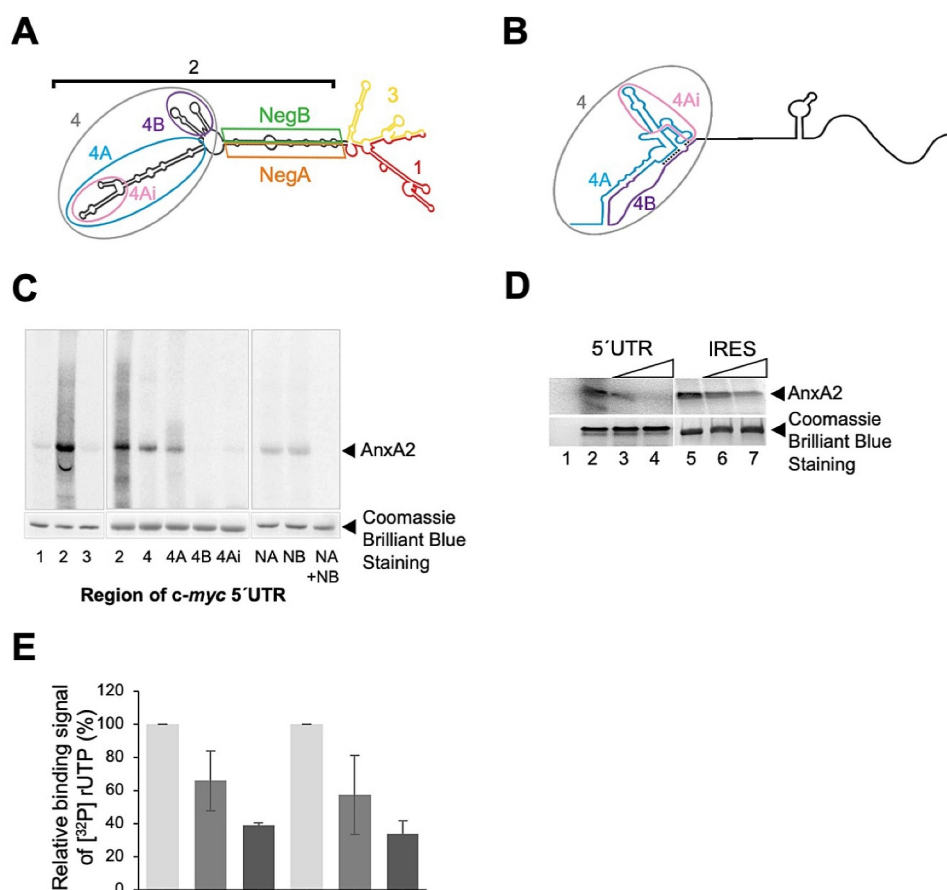 A
2
4
4B
NegB
3
4A
NegA
1
4Ai
B
4
4Ai
4A
4B
C
AnxA2
Coomassie
Brilliant Blue
Staining
1 2 3 2 4 4A 4B 4Ai NA NB NA
+NB
Region of c-myc 5´UTR
D
5´UTR IRES
AnxA2
Coomassie
Brilliant Blue
Staining
1 2 3 4 5 6 7
E
Relative binding signal
of [³²P] rUTP (%)
120
100
80
60
40
20
0